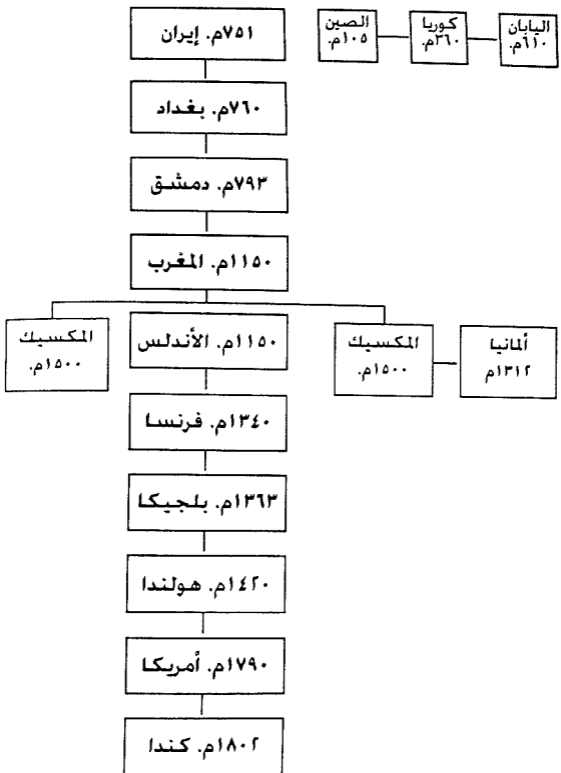 اليابان
٦١٠م.
كوريا
٣٦٠م.
الصين
١٠٥م.
٧٥١م. إيران
٧٦٠م. بغداد
٧٩٣م. دمشق
١١٥٠م. المغرب
ألمانيا
١٣١٢م
المكسيك
١٥٠٠م.
١١٥٠م. الأندلس
المكسيك
١٥٠٠م.
١٣٤٠م. فرنسا
١٣٦٣م. بلجيكا
١٤٢٠م. هولندا
١٧٩٠م. أمريكا
١٨٠٢م. كندا